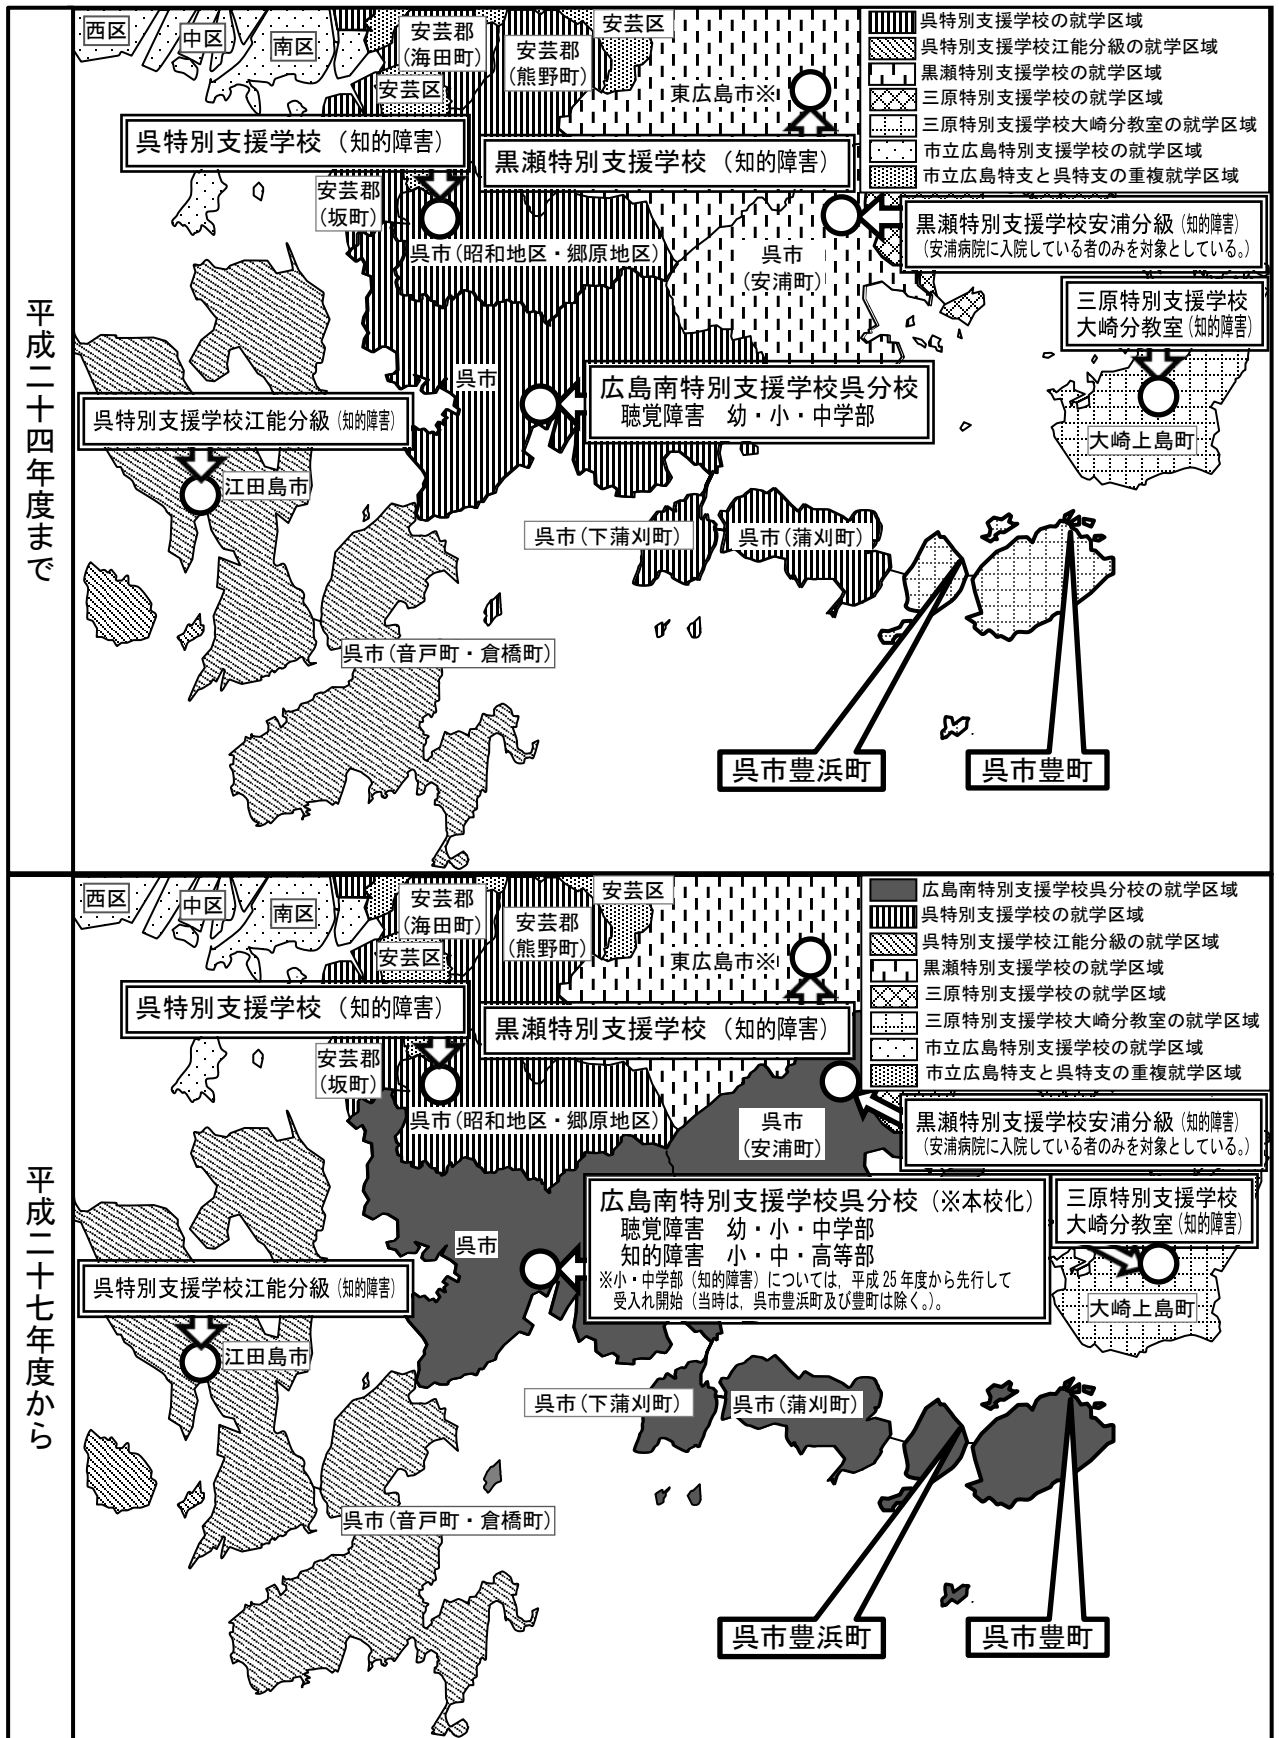 平成二十四年度まで
西区
中区
南区
安芸郡
(海田町)
安芸区
安芸郡
(熊野町)
安芸区
東広島市※
呉特別支援学校の就学区域
呉特別支援学校江能分級の就学区域
黒瀬特別支援学校の就学区域
三原特別支援学校の就学区域
三原特別支援学校大崎分教室の就学区域
市立広島特別支援学校の就学区域
市立広島特支と呉特支の重複就学区域
呉特別支援学校（知的障害）
黒瀬特別支援学校（知的障害）
安芸郡
(坂町)
呉市(昭和地区・郷原地区)
呉市
(安浦町)
黒瀬特別支援学校安浦分級(知的障害)
(安浦病院に入院している者のみを対象としている。)
三原特別支援学校
大崎分教室(知的障害)
呉市
広島南特別支援学校呉分校
聴覚障害　幼・小・中学部
呉特別支援学校江能分級(知的障害)
大崎上島町
江田島市
呉市(下蒲刈町)
呉市(蒲刈町)
呉市(音戸町・倉橋町)
呉市豊浜町
呉市豊町
平成二十七年度から
西区
中区
南区
安芸郡
(海田町)
安芸区
安芸郡
(熊野町)
安芸区
東広島市※
広島南特別支援学校呉分校の就学区域
呉特別支援学校の就学区域
呉特別支援学校江能分級の就学区域
黒瀬特別支援学校の就学区域
三原特別支援学校の就学区域
三原特別支援学校大崎分教室の就学区域
市立広島特別支援学校の就学区域
市立広島特支と呉特支の重複就学区域
呉特別支援学校（知的障害）
黒瀬特別支援学校（知的障害）
安芸郡
(坂町)
呉市(昭和地区・郷原地区)
呉市
(安浦町)
黒瀬特別支援学校安浦分級(知的障害)
(安浦病院に入院している者のみを対象としている。)
広島南特別支援学校呉分校（※本校化）
聴覚障害　幼・小・中学部
知的障害　小・中・高等部
※小・中学部（知的障害）については，平成25年度から先行して
受入れ開始（当時は，呉市豊浜町及び豊町は除く。）。
三原特別支援学校
大崎分教室(知的障害)
呉市
呉特別支援学校江能分級(知的障害)
大崎上島町
江田島市
呉市(下蒲刈町)
呉市(蒲刈町)
呉市(音戸町・倉橋町)
呉市豊浜町
呉市豊町